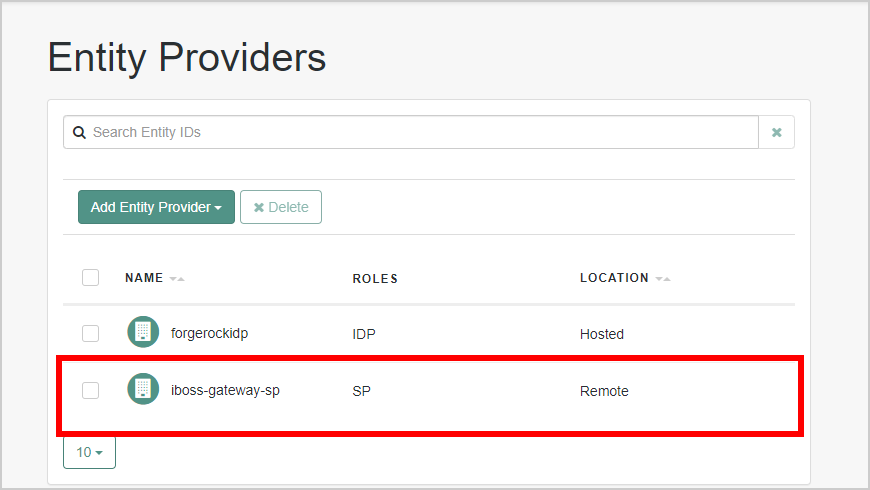 Entity Providers
Search Entity IDs
Add Entity Provider
Delete
NAME ROLES LOCATION
forgerockidp IDP Hosted
iboss-gateway-sp SP Remote
10